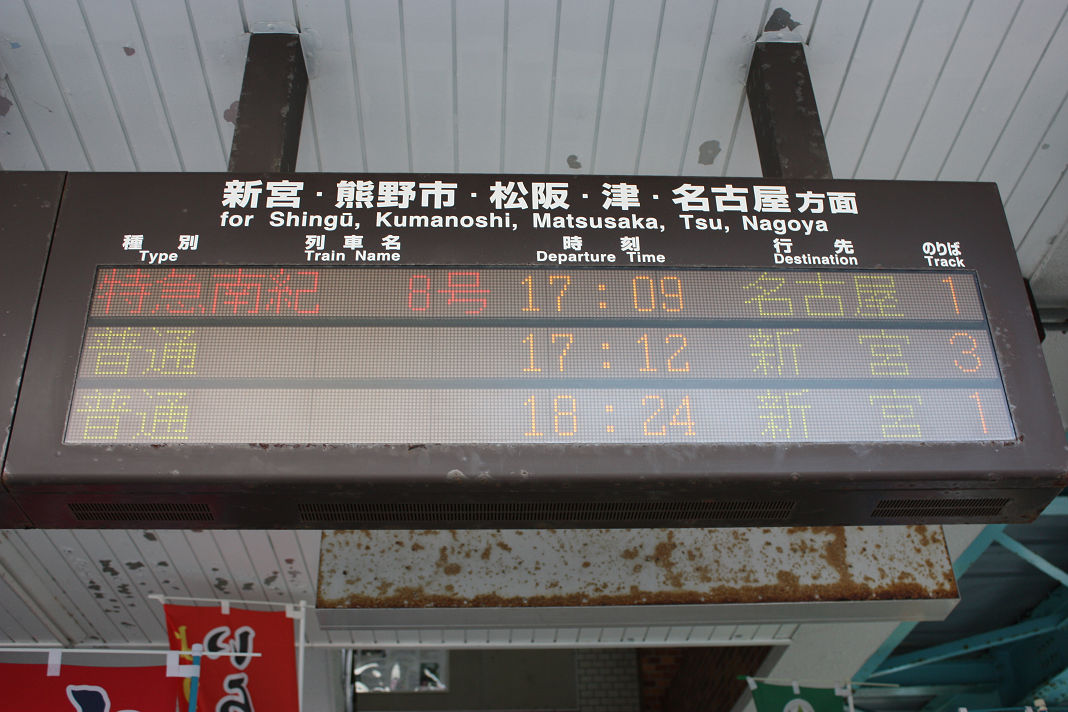 新宮・熊野市・松阪・津・名古屋方面
for Shingū, Kumanoshi, Matsusaka, Tsu, Nagoya
種別 列車名 時刻 行先 のりば
Type Train Name Departure Time Destination Track
特急南紀 8号 17:09 名古屋 1
普通 17:12 新宮 3
普通 18:24 新宮 1